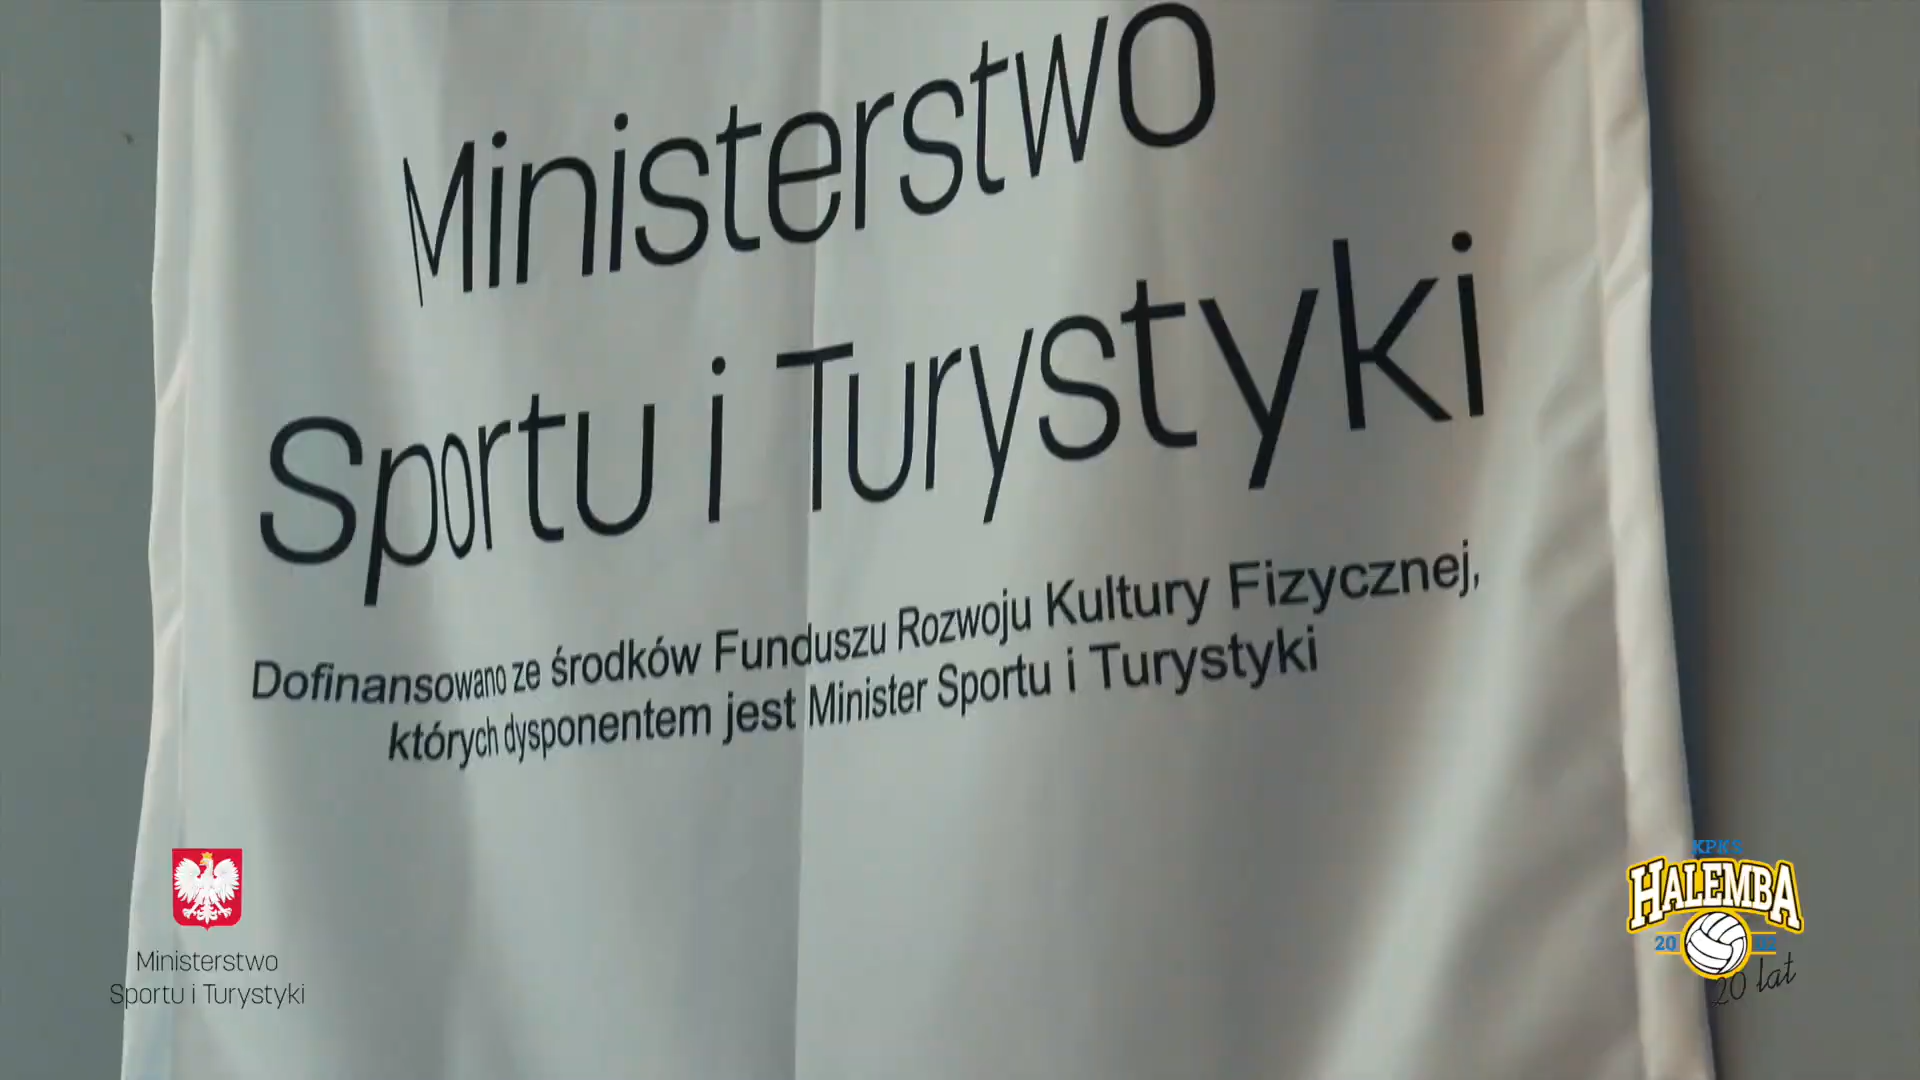 Ministerstwo
Sportu i Turystyki
Dofinansowano ze środków Funduszu Rozwoju Kultury Fizycznej,
których dysponentem jest Minister Sportu i Turystyki
Ministerstwo
Sportu i Turystyki
KPKS
HALEMBA
20 02
20 lat